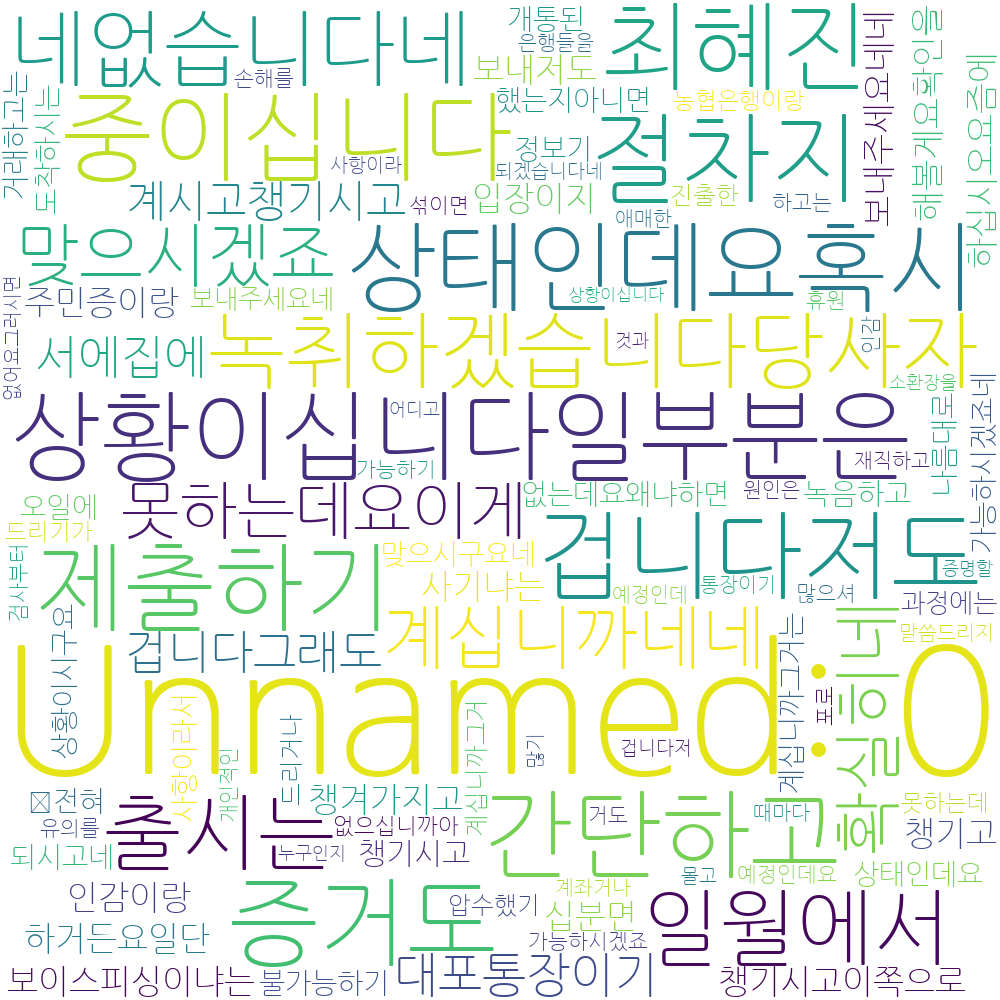 네없습니다네
최혜진
개통된
은행들을
보내저도
손해를
중이십니다
했는지아니면
농협은행이랑
보내주세요네네
해볼게요확인을
하십시오요즘에
거래하고는
도착하시는
정보기
절차지
사항이라
되겠습니다네
계시고챙기시고
섞이면
입장이지
진출한
하고는
애매한
맞으시겠죠
상태인데요혹시
주민증이랑
보내주세요네
상황이십니다
휴원
없어요그러시면
서에집에
녹취하겠습니다당사자
것과
인감
소환장을
상황이십니다일부분은
어디고
가능하기
재직하고
나름대로
가능하시겠죠네
오일에
못하는데요이게
없는데요왜냐하면
원인은
녹음하고
드리기가
제출하기
맞으시구요네
겁니다저도
검사부터
사기냐는
예정인데
통장이기
많으셔
증명할
과정에는
상황이시구요
겁니다그래도
계십니까네네
말씀드리지
Unnamed: 0
계십니까그거는
포로
확실히네
사항이라서
개인적인
드리거나
계십니까그거
많기
겁니다저
전혀
유의를
출시는
챙겨가지고
없으십니까아
간단하고
거도
때마다
못하는데
챙기고
되시고네
누구인지
챙기시고
몰고
예정인데요
상태인데요
인감이랑
증거도
압수했기
계좌거나
십분면
일월에서
하거든요일단
가능하시겠죠
보이스피싱이냐는
불가능하기
대포통장이기
챙기시고이쪽으로